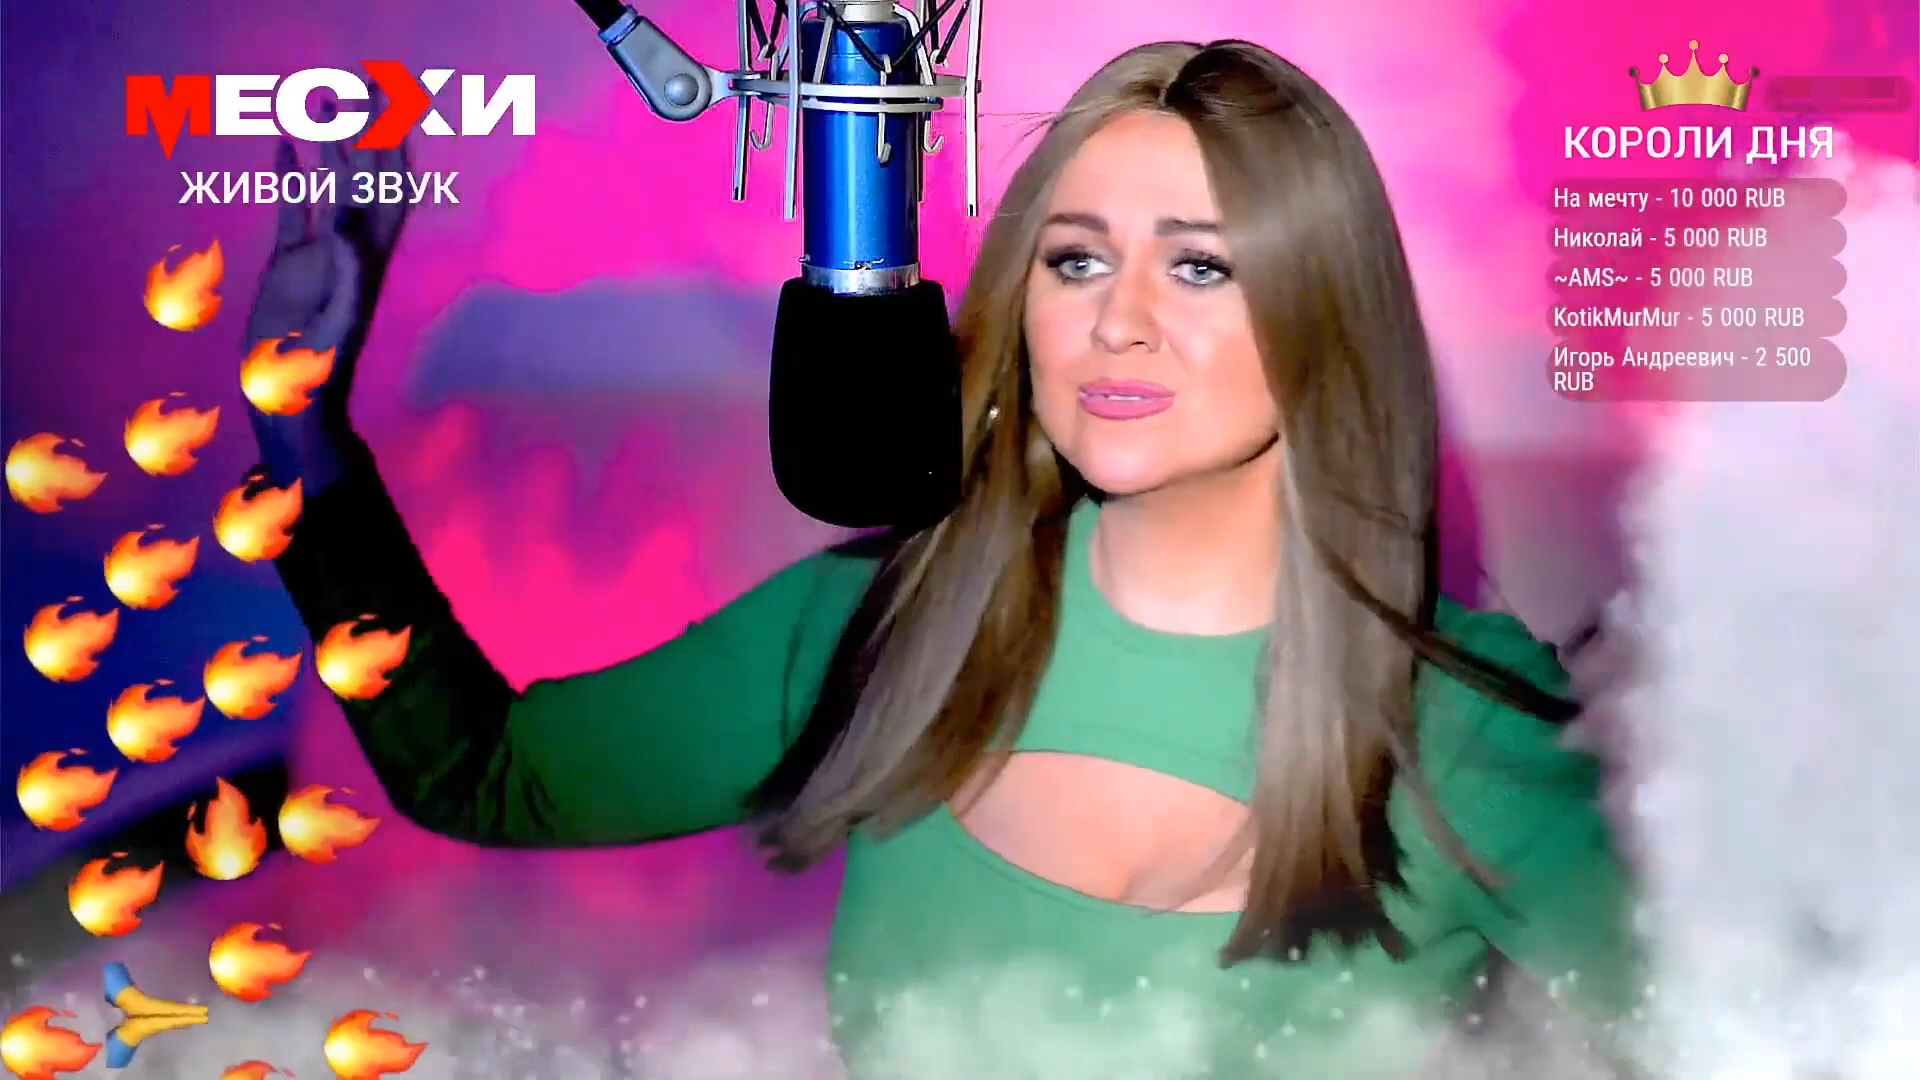 МЕСХИ
ЖИВОЙ ЗВУК
КОРОЛИ ДНЯ
На мечту - 10 000 RUB
Николай - 5 000 RUB
~AMS~ - 5 000 RUB
KotikMurMur - 5 000 RUB
Игорь Андреевич - 2 500
RUB